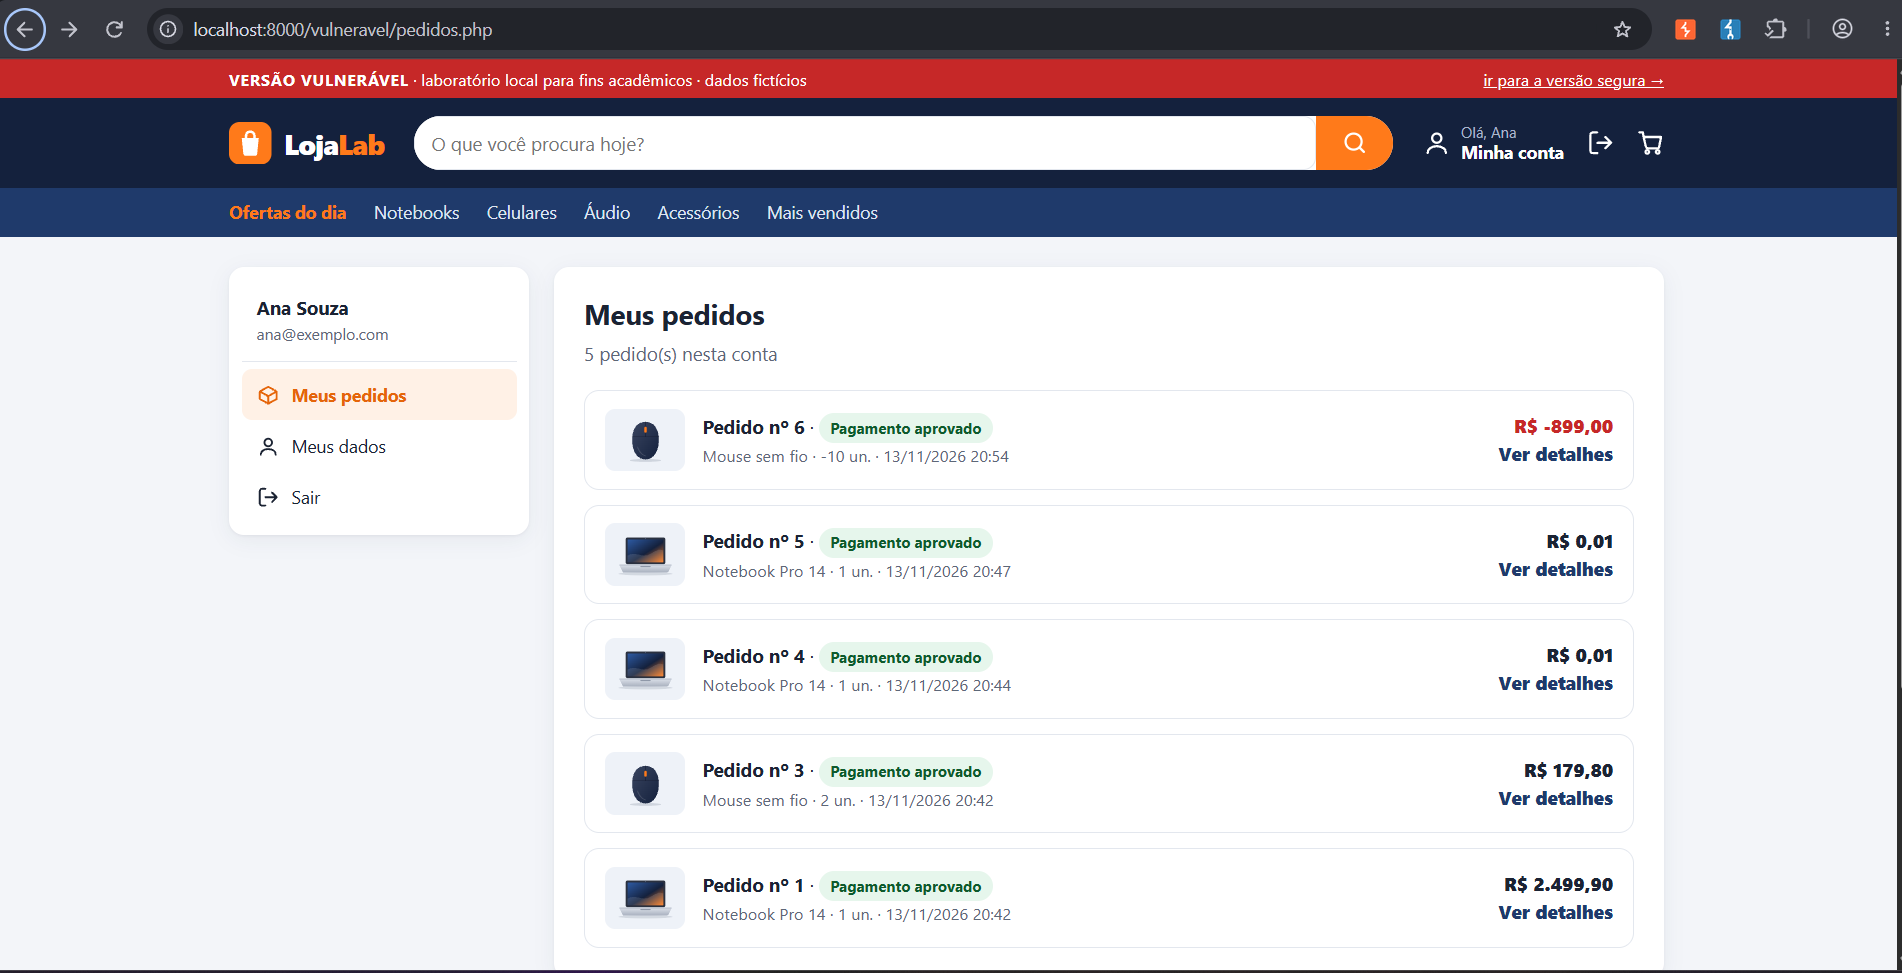 localhost:8000/vulneravel/pedidos.php
VERSÃO VULNERÁVEL · laboratório local para fins acadêmicos · dados fictícios
ir para a versão segura →
LojaLab
O que você procura hoje?
Olá, Ana
Minha conta
Ofertas do dia
Notebooks
Celulares
Áudio
Acessórios
Mais vendidos
Ana Souza
ana@exemplo.com
Meus pedidos
Meus dados
Sair
Meus pedidos
5 pedido(s) nesta conta
Pedido nº 6 · Pagamento aprovado
Mouse sem fio · -10 un. · 13/11/2026 20:54
R$ -899,00
Ver detalhes
Pedido nº 5 · Pagamento aprovado
Notebook Pro 14 · 1 un. · 13/11/2026 20:47
R$ 0,01
Ver detalhes
Pedido nº 4 · Pagamento aprovado
Notebook Pro 14 · 1 un. · 13/11/2026 20:44
R$ 0,01
Ver detalhes
Pedido nº 3 · Pagamento aprovado
Mouse sem fio · 2 un. · 13/11/2026 20:42
R$ 179,80
Ver detalhes
Pedido nº 1 · Pagamento aprovado
Notebook Pro 14 · 1 un. · 13/11/2026 20:42
R$ 2.499,90
Ver detalhes